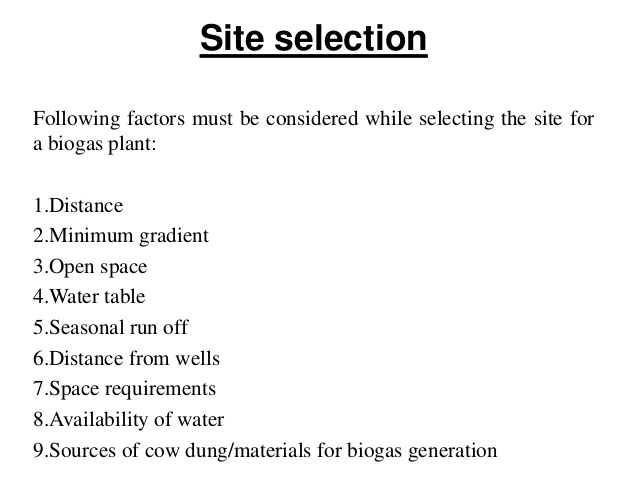 Site selection
Following factors must be considered while selecting the site for
a biogas plant:
1.Distance
2.Minimum gradient
3.Open space
4.Water table
5.Seasonal run off
6.Distance from wells
7.Space requirements
8.Availability of water
9.Sources of cow dung/materials for biogas generation